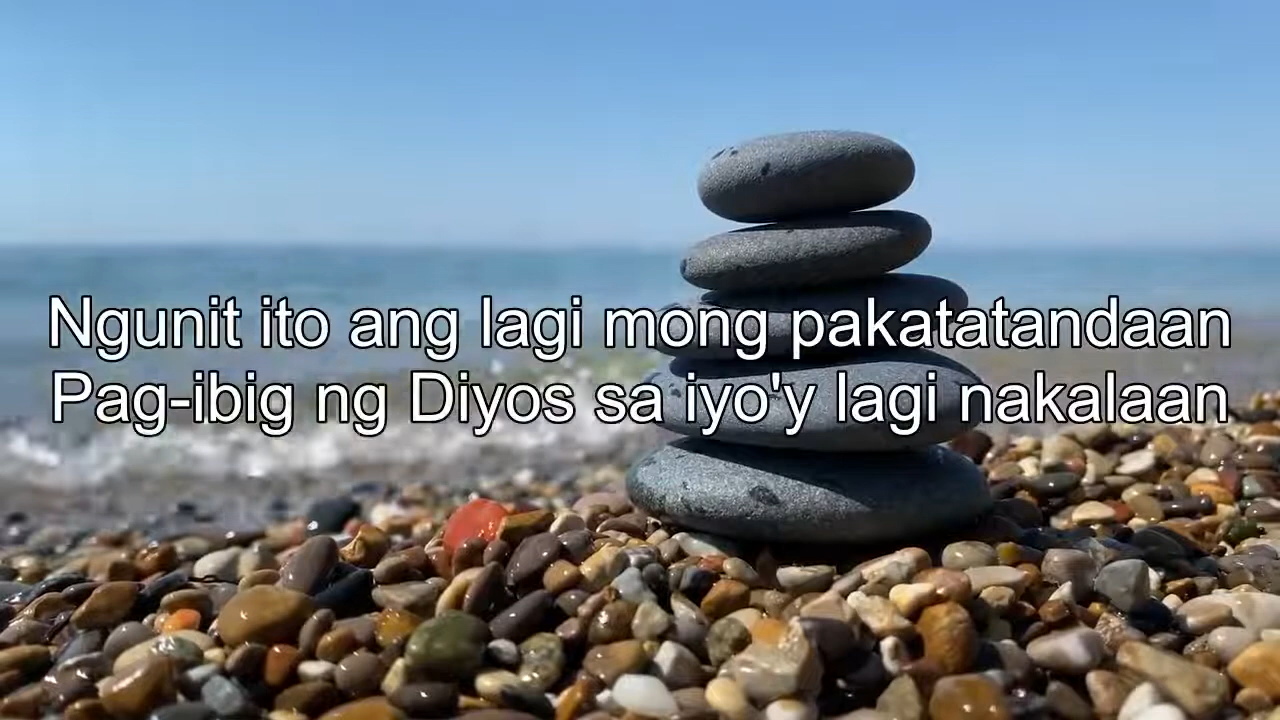 Ngunit ito ang lagi mong pakatatandaan
Pag-ibig ng Diyos sa iyo'y lagi nakalaan